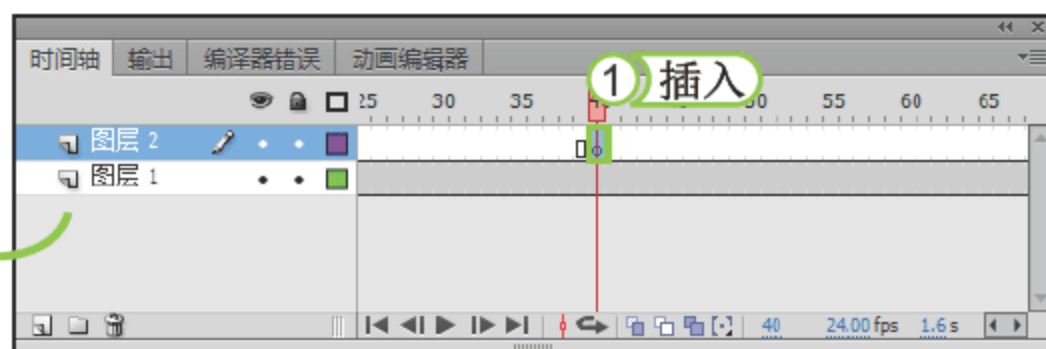 时间轴 输出 编译器错误 动画编辑器
① 插入
25 30 35 55 60 65
图层 2
图层 1
40 24.00 fps 1.6 s